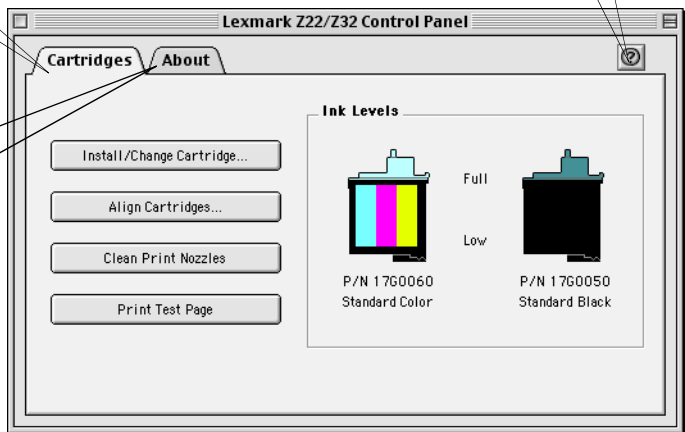 Lexmark Z22/Z32 Control Panel
Cartridges
About
?
Install/Change Cartridge...
Align Cartridges...
Clean Print Nozzles
Print Test Page
Ink Levels
Full
Low
P/N 17G0060
Standard Color
P/N 17G0050
Standard Black